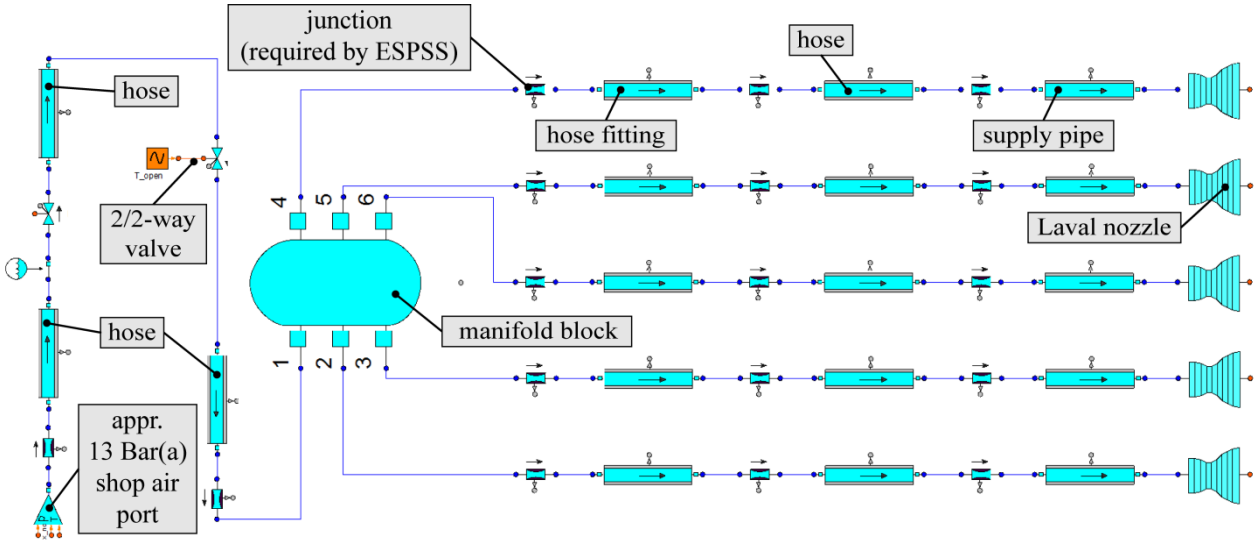 junction
(required by ESPSS)
hose
hose
hose fitting
supply pipe
T_open
2/2-way
valve
4
5
6
Laval nozzle
hose
manifold block
1
2
3
appr.
13 Bar(a)
shop air
port
P
T